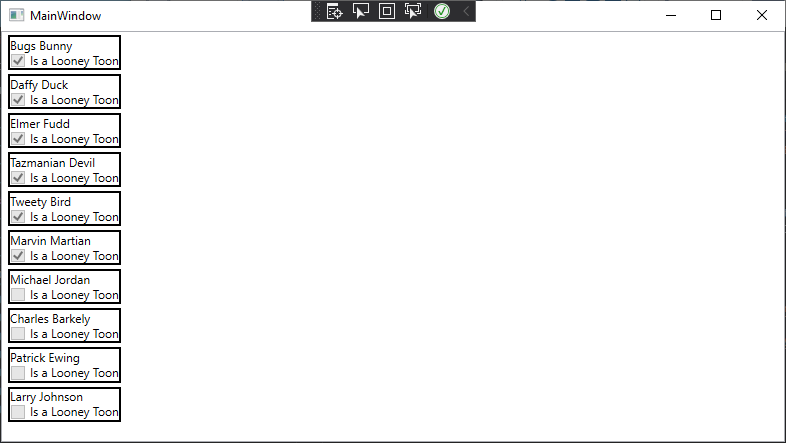 MainWindow
Bugs Bunny
Is a Looney Toon
Daffy Duck
Is a Looney Toon
Elmer Fudd
Is a Looney Toon
Tazmanian Devil
Is a Looney Toon
Tweety Bird
Is a Looney Toon
Marvin Martian
Is a Looney Toon
Michael Jordan
Is a Looney Toon
Charles Barkely
Is a Looney Toon
Patrick Ewing
Is a Looney Toon
Larry Johnson
Is a Looney Toon